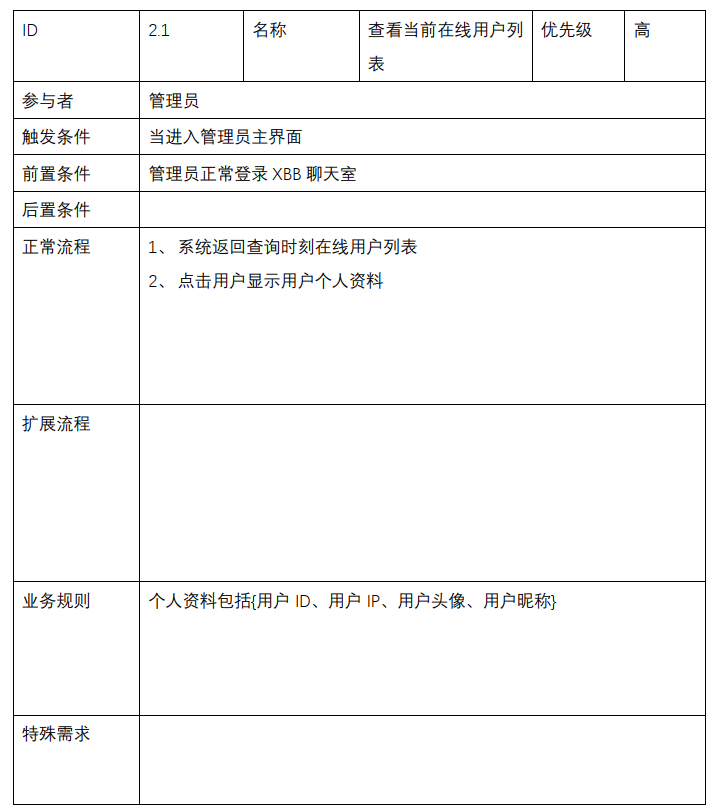 ID 2.1 名称 查看当前在线用户列 优先级 高
表
参与者 管理员
触发条件 当进入管理员主界面
前置条件 管理员正常登录 XBB 聊天室
后置条件
正常流程 1、 系统返回查询时刻在线用户列表
2、 点击用户显示用户个人资料
扩展流程
业务规则 个人资料包括{用户 ID、用户 IP、用户头像、用户昵称}
特殊需求